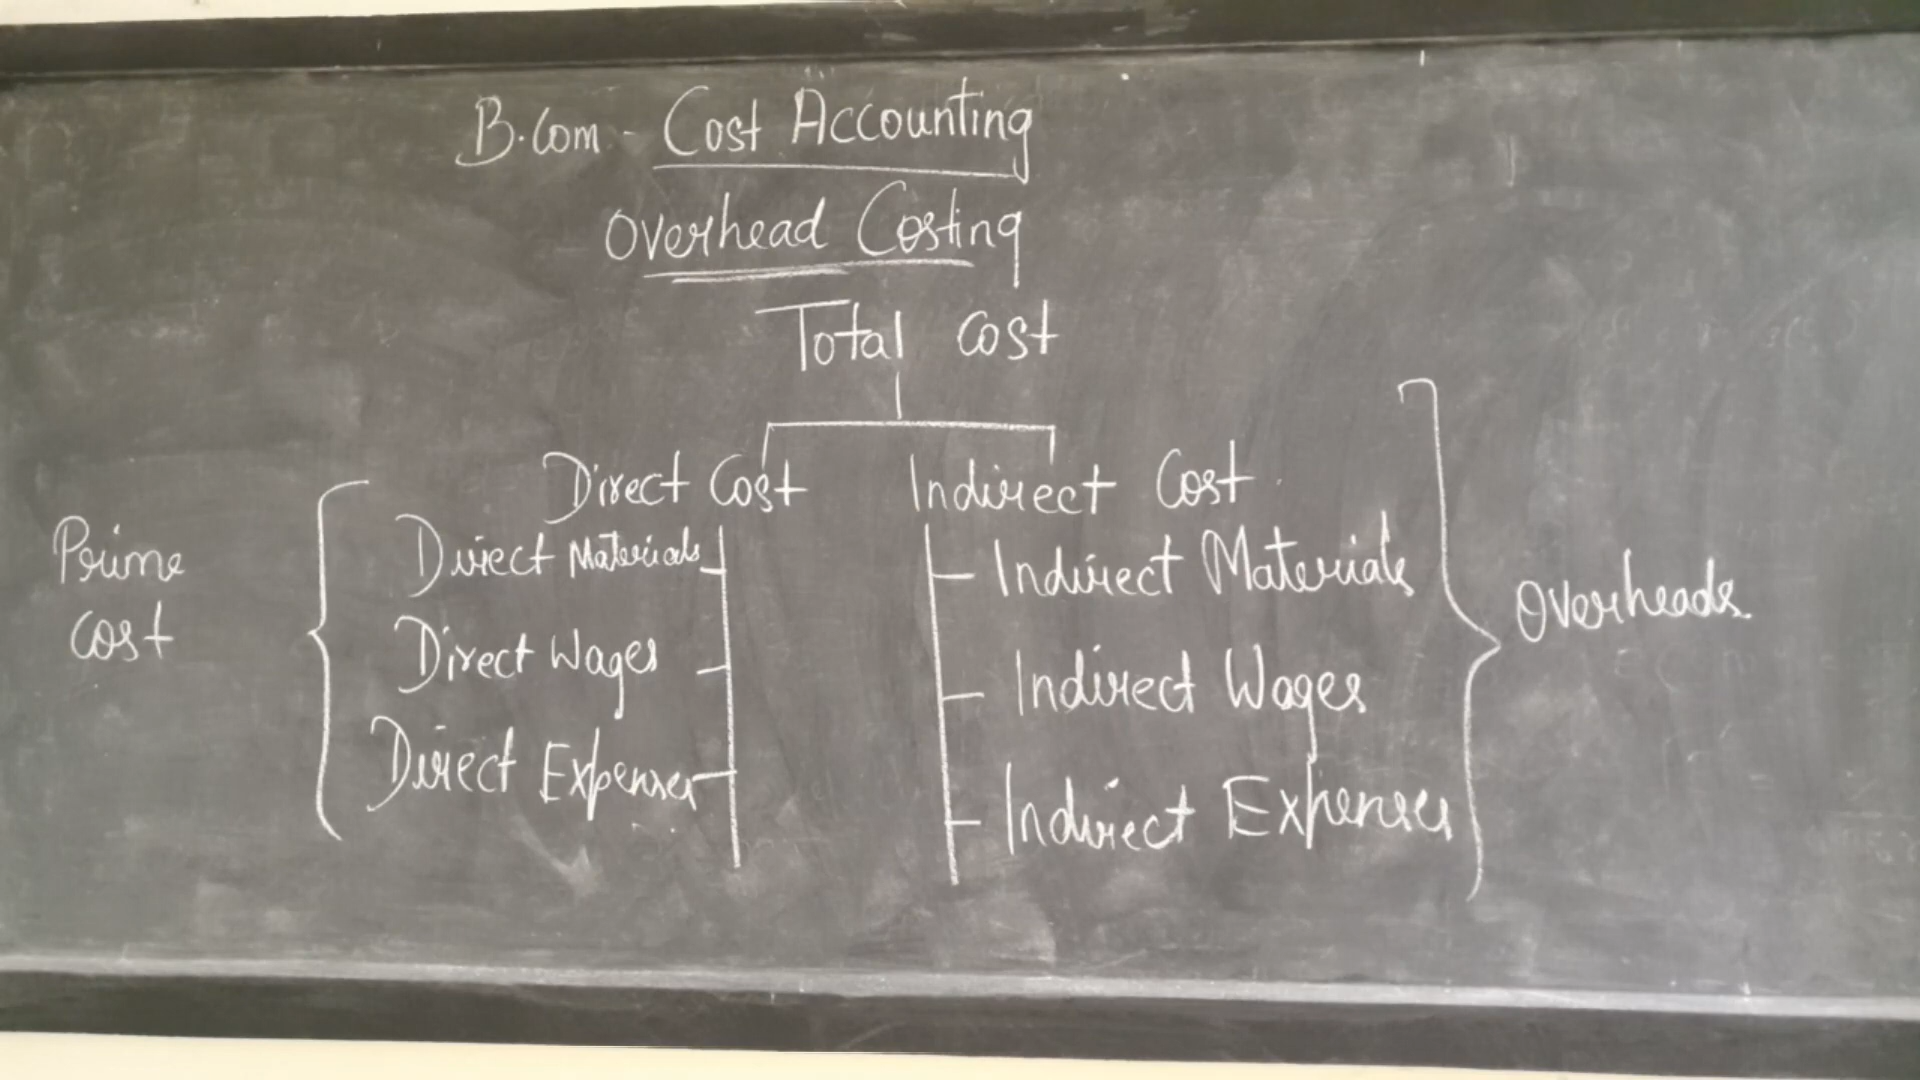 B.Com - Cost Accounting
Overhead Costing
Total Cost
Direct Cost Indirect Cost
Prime Cost
Direct Materials
Direct Wages
Direct Expenses
Indirect Materials
Indirect Wages
Indirect Expenses
Overheads.